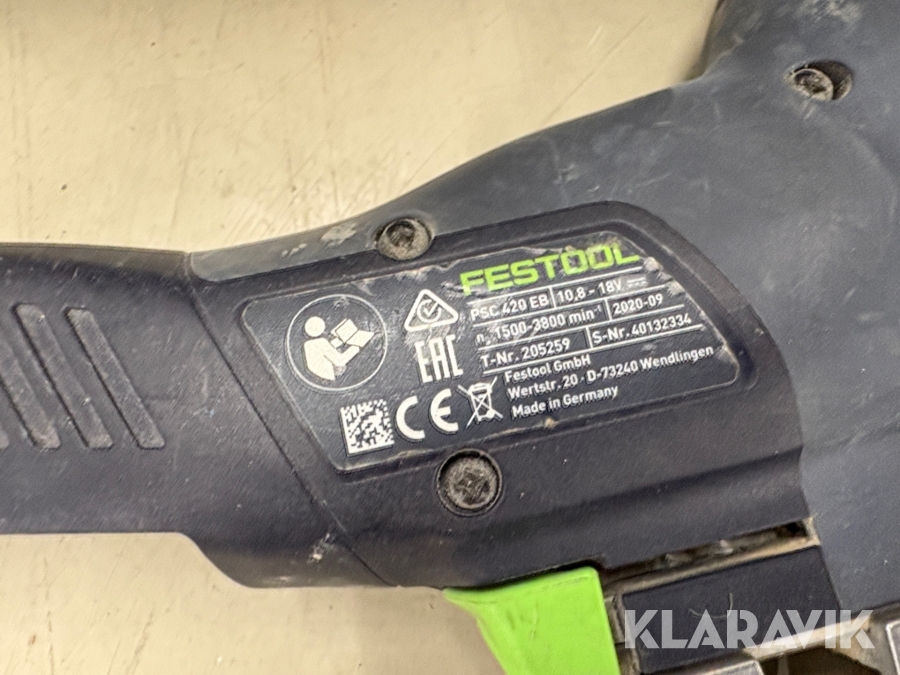 FESTOOL
PSC 420 EB 10,8 - 18V
n₀ 1500-3800 min⁻¹ 2020-09
T-Nr. 205259 S-Nr. 40132334
Festool GmbH
Wertstr. 20 · D-73240 Wendlingen
Made in Germany
EAC
CE
KLARAVIK